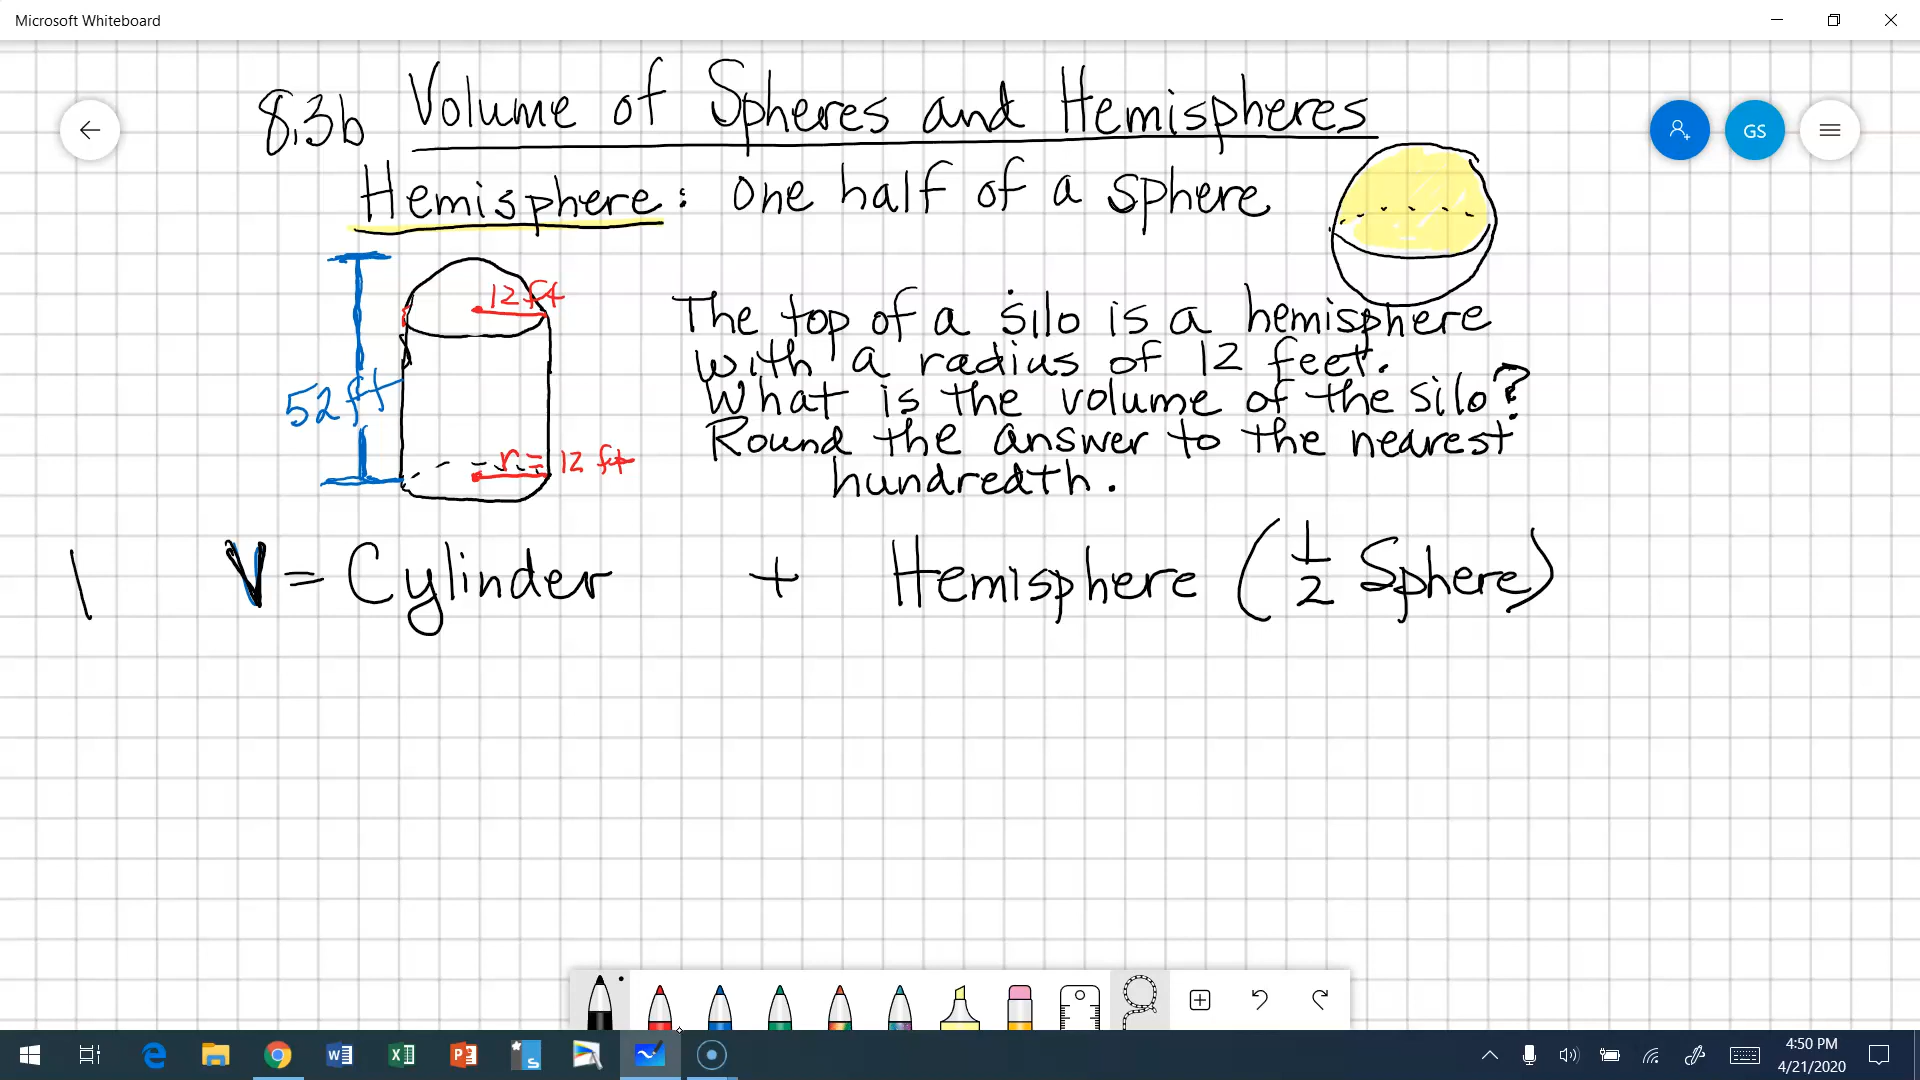 Microsoft Whiteboard
8.3b Volume of Spheres and Hemispheres
Hemisphere: one half of a sphere
GS
12 ft
52 ft
r = 12 ft
The top of a silo is a hemisphere
with a radius of 12 feet.
What is the volume of the silo?
Round the answer to the nearest
hundredth.
V = Cylinder + Hemisphere (1/2 Sphere)
4:50 PM
4/21/2020